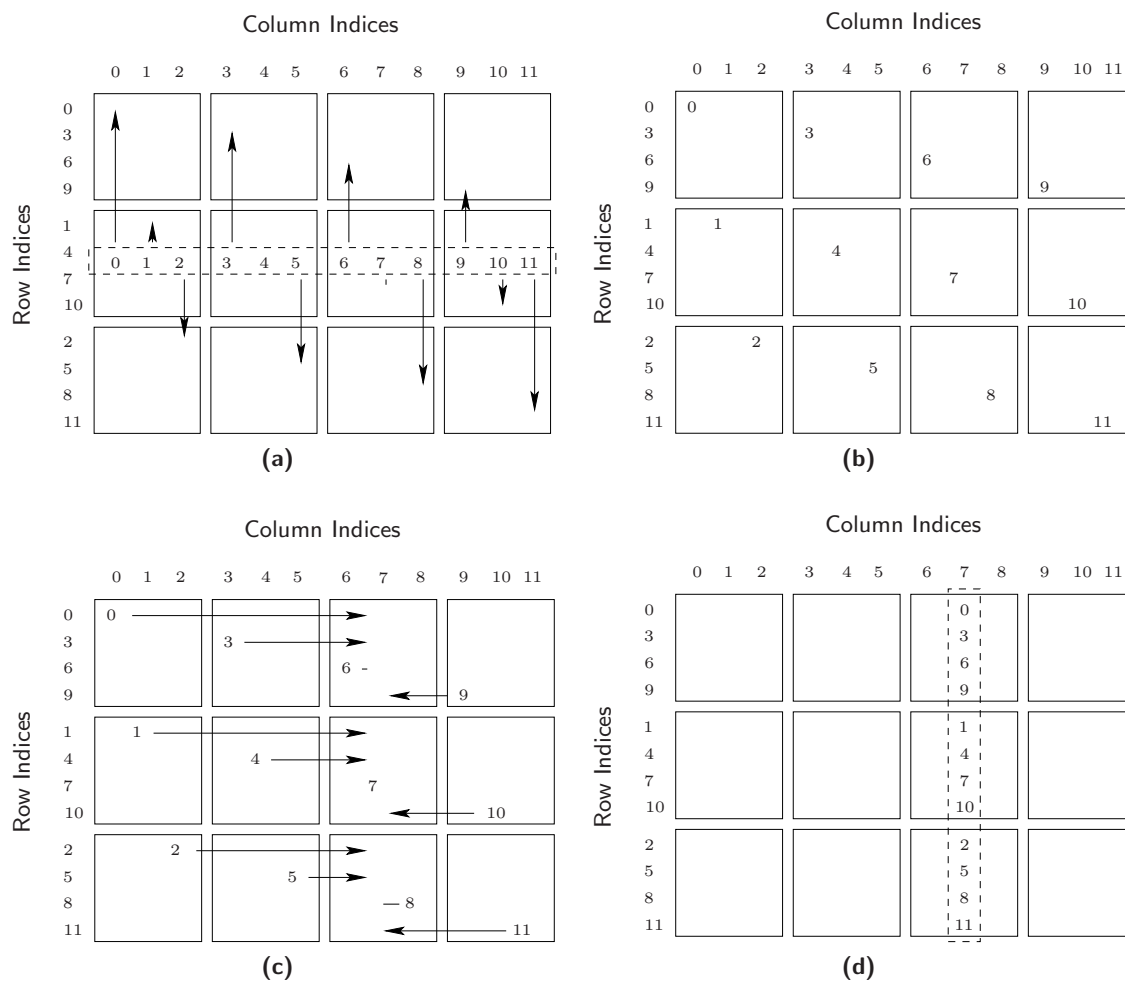 Column Indices
0 1 2 3 4 5 6 7 8 9 10 11
Row Indices
0
3
6
9
1
4
0 1 2 3 4 5 6 7 8 9 10 11
7
10
2
5
8
11
(a)
Column Indices
0 1 2 3 4 5 6 7 8 9 10 11
Row Indices
0 0
3 3
6 6
9 9
1 1
4 4
7 7
10 10
2 2
5 5
8 8
11 11
(b)
Column Indices
0 1 2 3 4 5 6 7 8 9 10 11
Row Indices
0 0
3 3
6 6
9 9
1 1
4 4
7 7
10 10
2 2
5 5
8 8
11 11
(c)
Column Indices
0 1 2 3 4 5 6 7 8 9 10 11
Row Indices
0 0
3 3
6 6
9 9
1 1
4 4
7 7
10 10
2 2
5 5
8 8
11 11
(d)